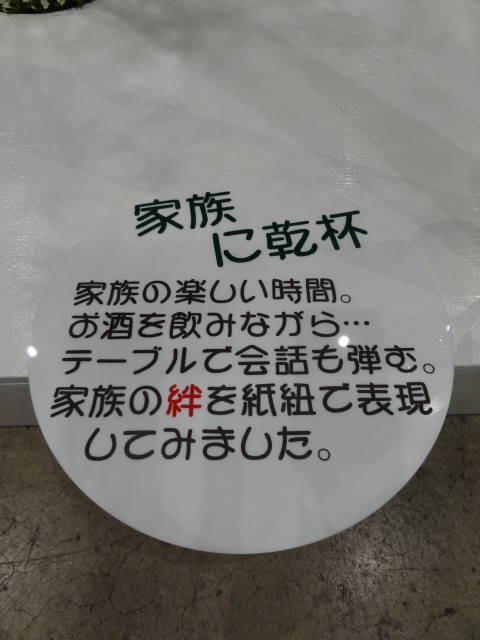 家族
に乾杯
家族の楽しい時間。
お酒を飲みながら…
テーブルで会話も弾む。
家族の絆を紙紐で表現
してみました。